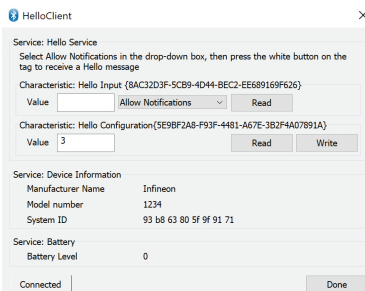 HelloClient
Service: Hello Service
Select Allow Notifications in the drop-down box, then press the white button on the
tag to receive a Hello message
Characteristic: Hello Input {8AC32D3F-5CB9-4D44-BEC2-EE689169F626}
Value Allow Notifications Read
Characteristic: Hello Configuration{5E9BF2A8-F93F-4481-A67E-3B2F4A07891A}
Value 3 Read Write
Service: Device Information
Manufacturer Name Infineon
Model number 1234
System ID 93 b8 63 80 5f 9f 91 71
Service: Battery
Battery Level 0
Connected Done